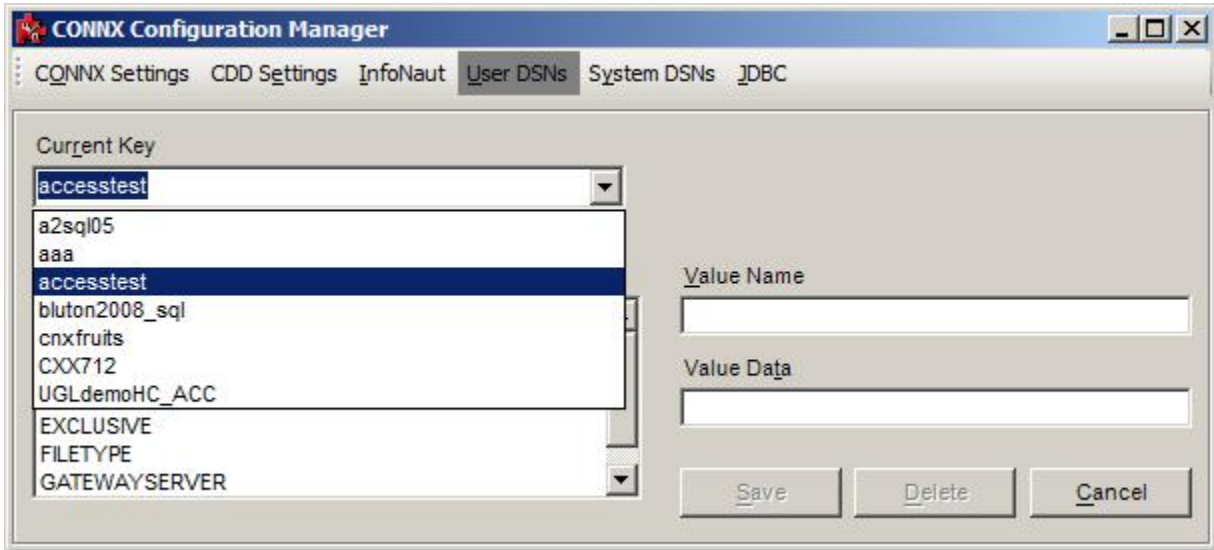 CONNX Configuration Manager
CONNX Settings CDD Settings InfoNaut User DSNs System DSNs JDBC
Current Key
accesstest
a2sql05
aaa
accesstest
bluton2008_sql
cnxfruits
CXX712
UGLdemoHC_ACC
EXCLUSIVE
FILETYPE
GATEWAYSERVER
Value Name
Value Data
Save Delete Cancel